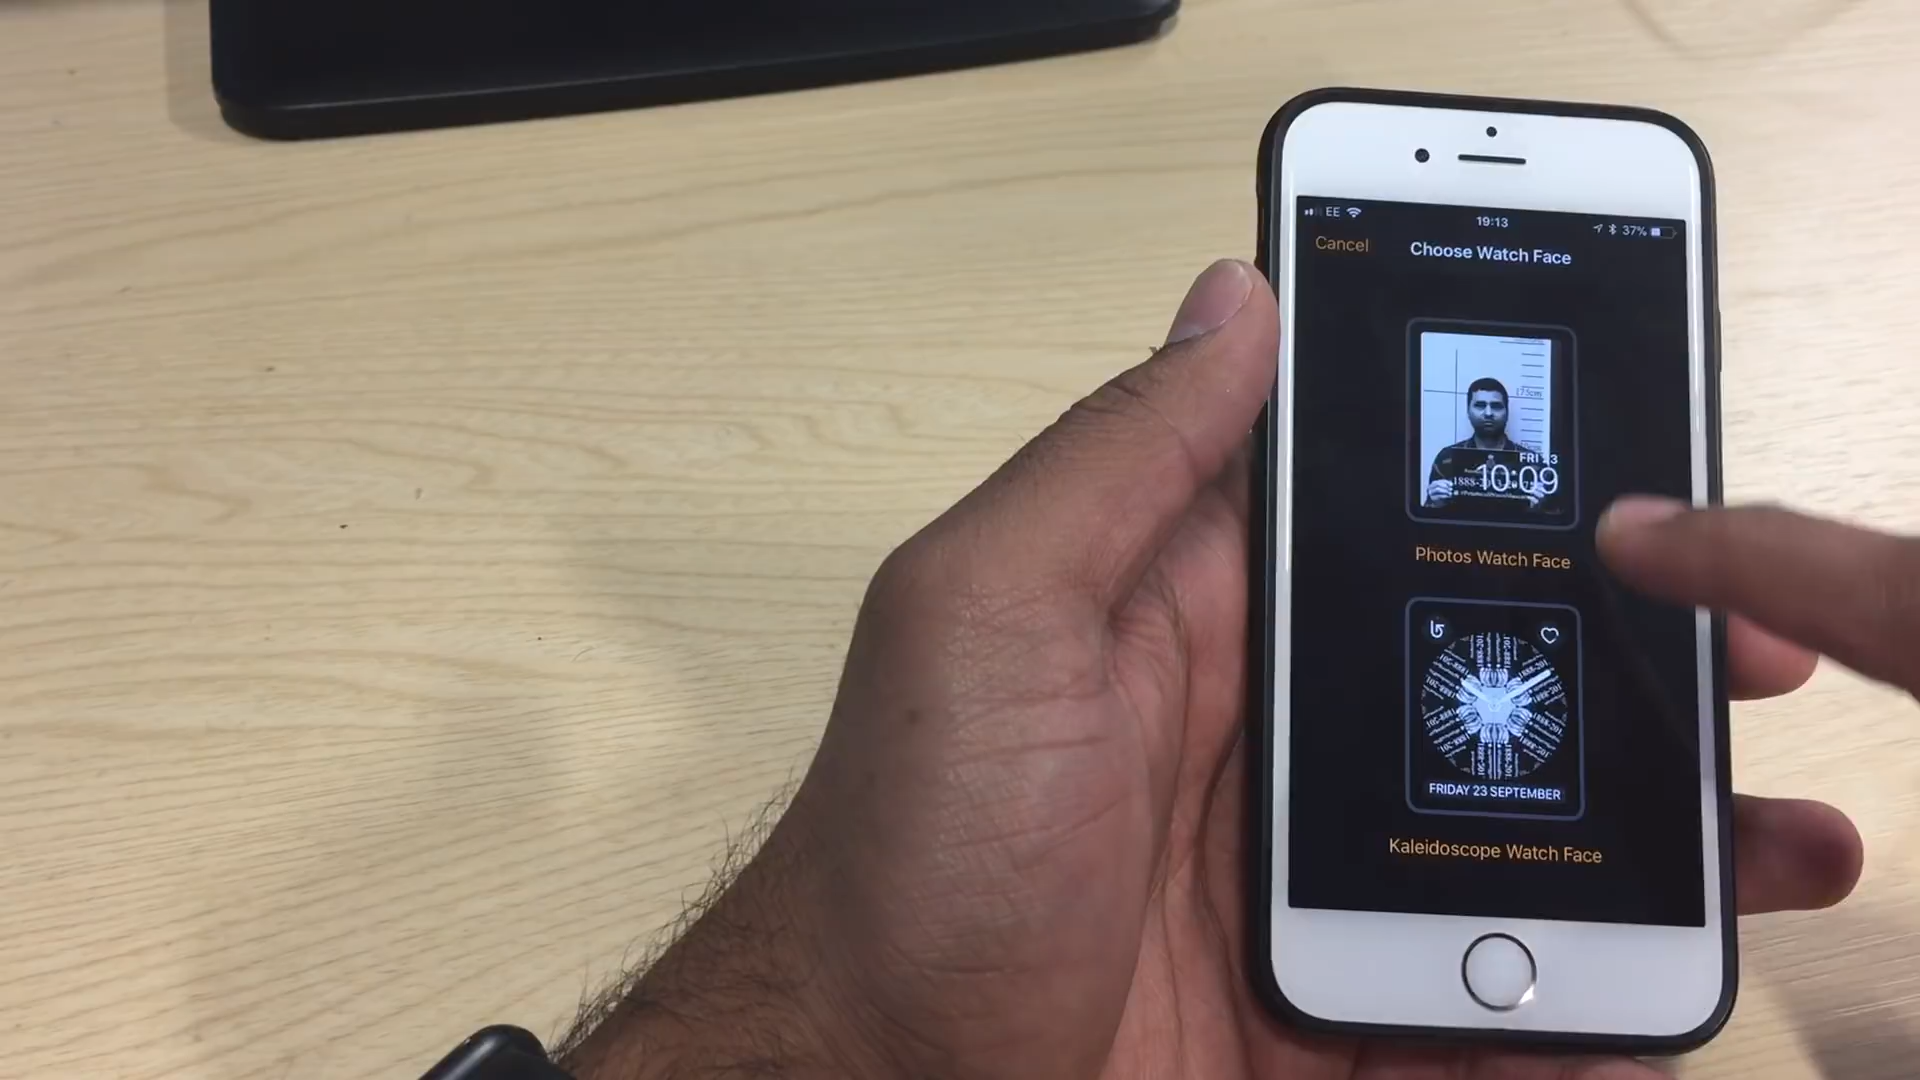 EE
19:13
37%
Cancel
Choose Watch Face
175cm
FRI 23
10:09
Photos Watch Face
FRIDAY 23 SEPTEMBER
Kaleidoscope Watch Face